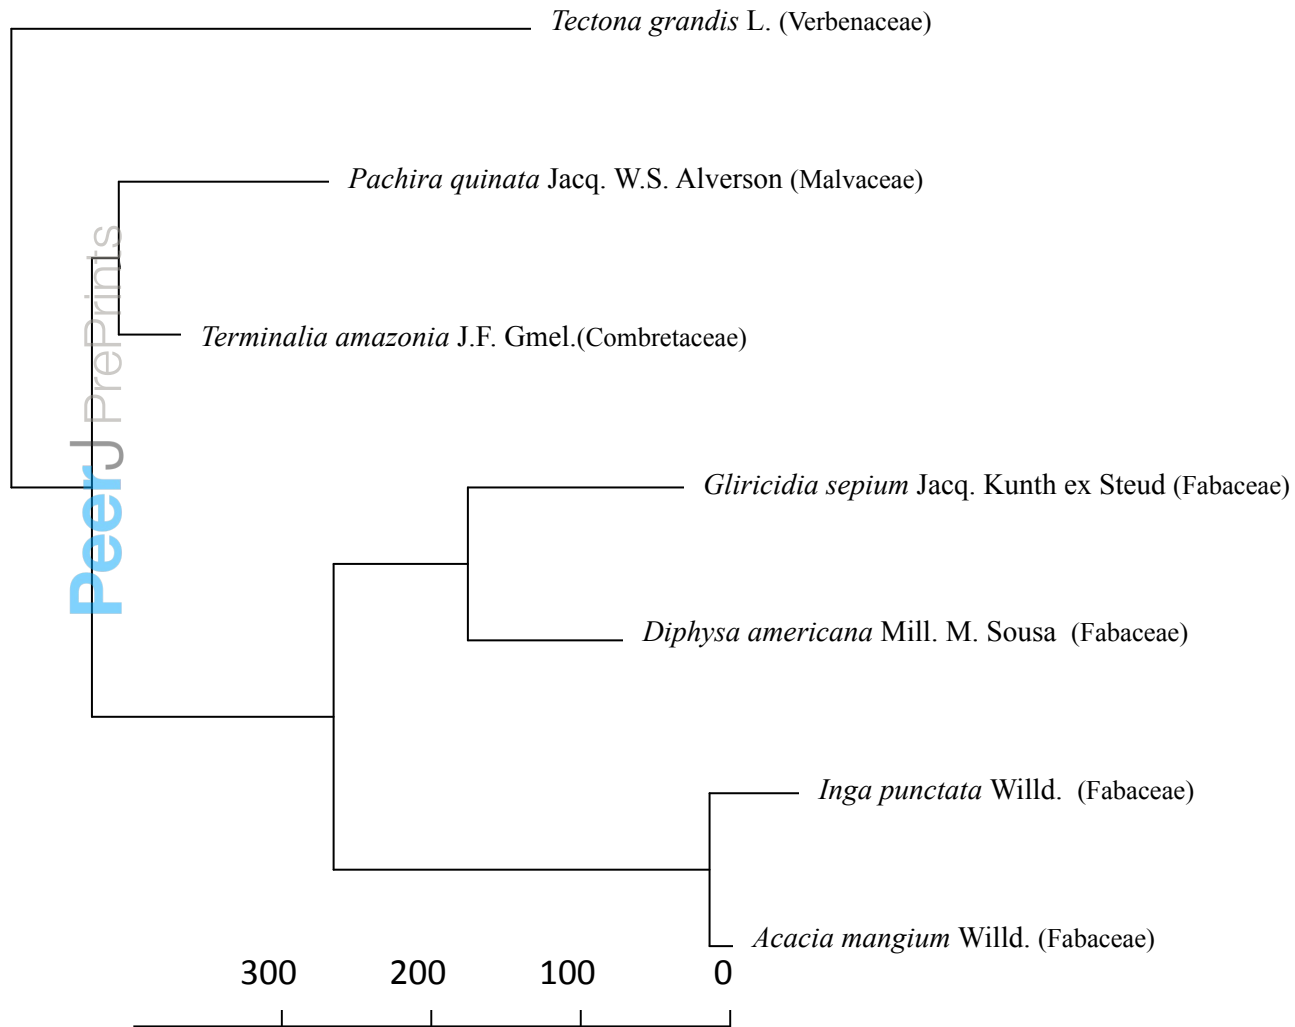 Tectona grandis L. (Verbenaceae)
Pachira quinata Jacq. W.S. Alverson (Malvaceae)
Terminalia amazonia J.F. Gmel.(Combretaceae)
PeerJ PrePrints
Gliricidia sepium Jacq. Kunth ex Steud (Fabaceae)
Diphysa americana Mill. M. Sousa (Fabaceae)
Inga punctata Willd. (Fabaceae)
Acacia mangium Willd. (Fabaceae)
300 200 100 0